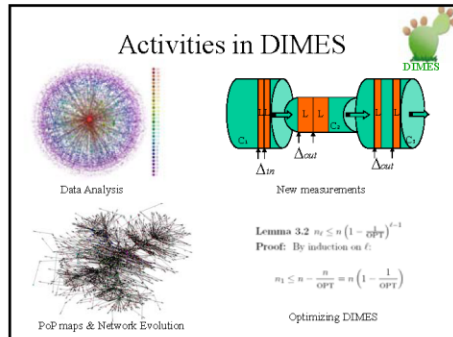 Activities in DIMES
DIMES
L L
L L
L L
C₁
C₂
C₃
Δin
Δout
Δout
Data Analysis
New measurements
Lemma 3.2 nℓ ≤ n (1 − 1/OPT)^ℓ−1
Proof: By induction on ℓ:
n₁ ≤ n − n/OPT = n (1 − 1/OPT)
PoP maps & Network Evolution
Optimizing DIMES